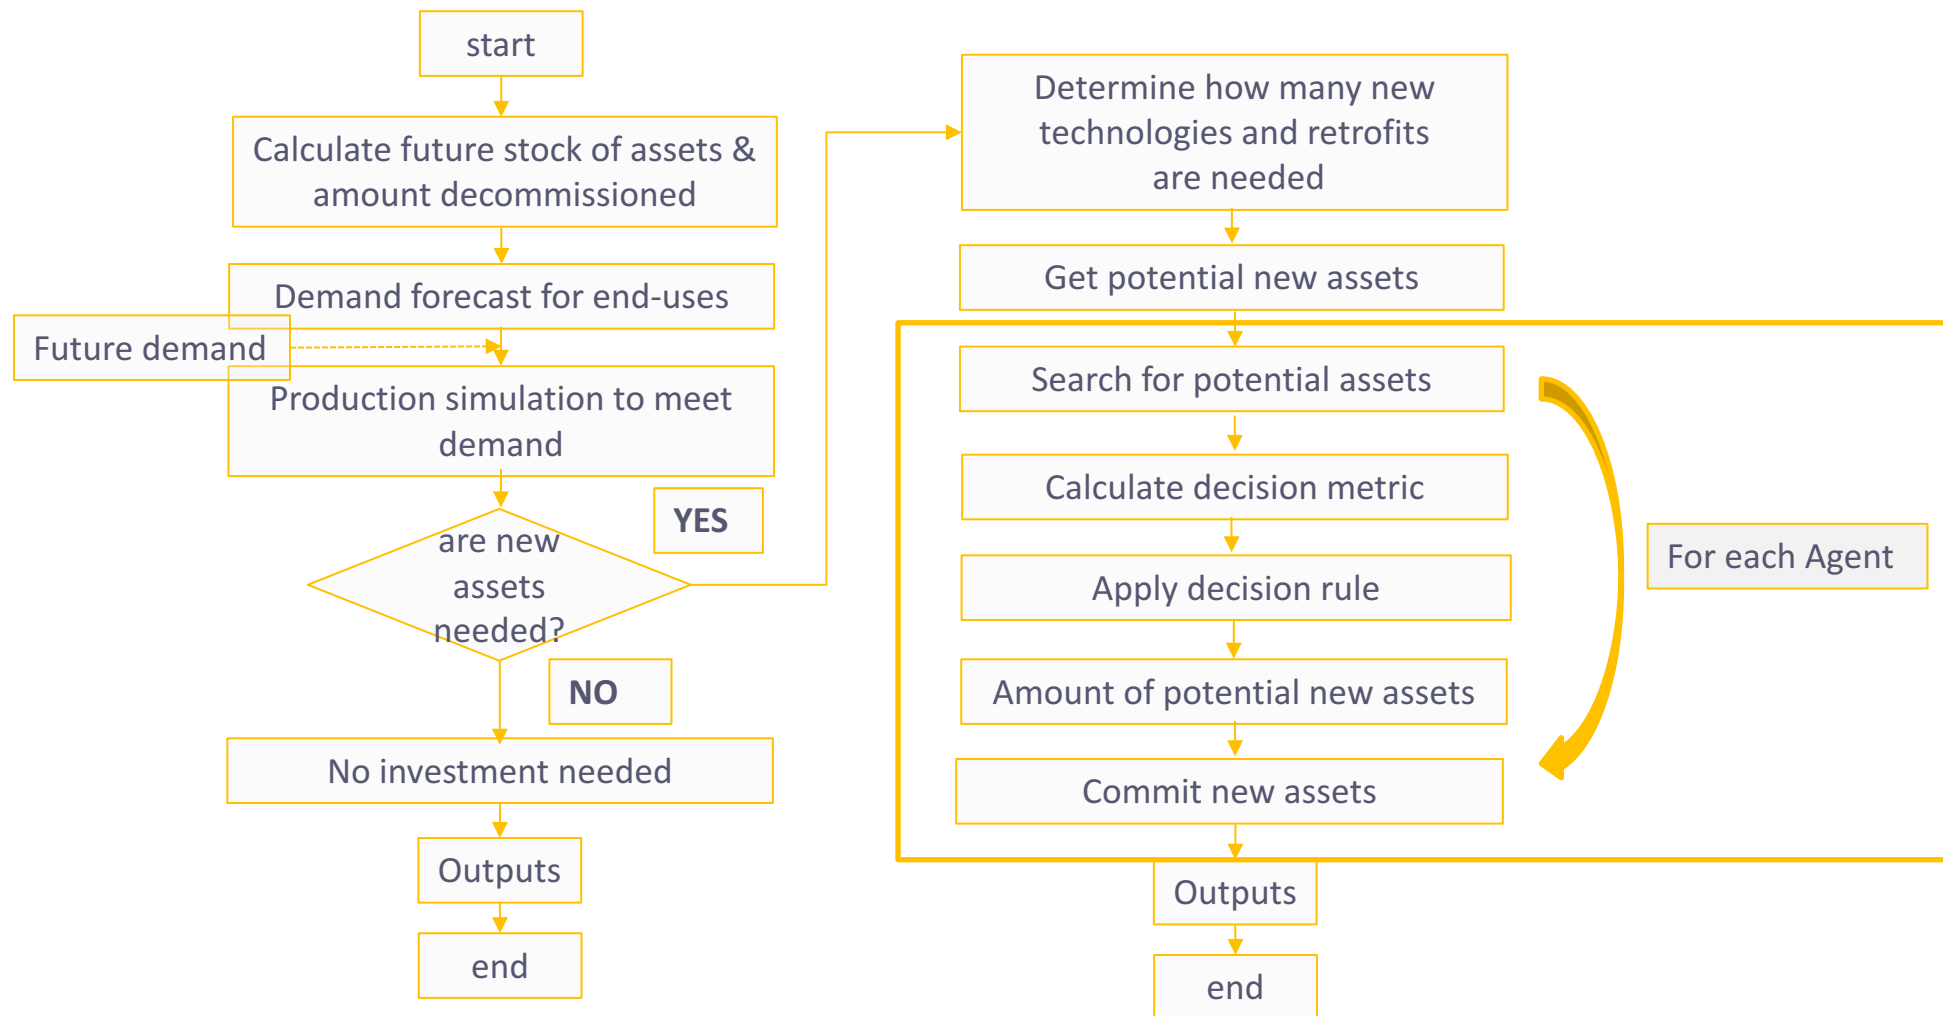 start
Calculate future stock of assets &
amount decommissioned
Demand forecast for end-uses
Future demand
Production simulation to meet
demand
are new
assets
needed?
YES
NO
No investment needed
Outputs
end
Determine how many new
technologies and retrofits
are needed
Get potential new assets
Search for potential assets
Calculate decision metric
Apply decision rule
Amount of potential new assets
Commit new assets
For each Agent
Outputs
end